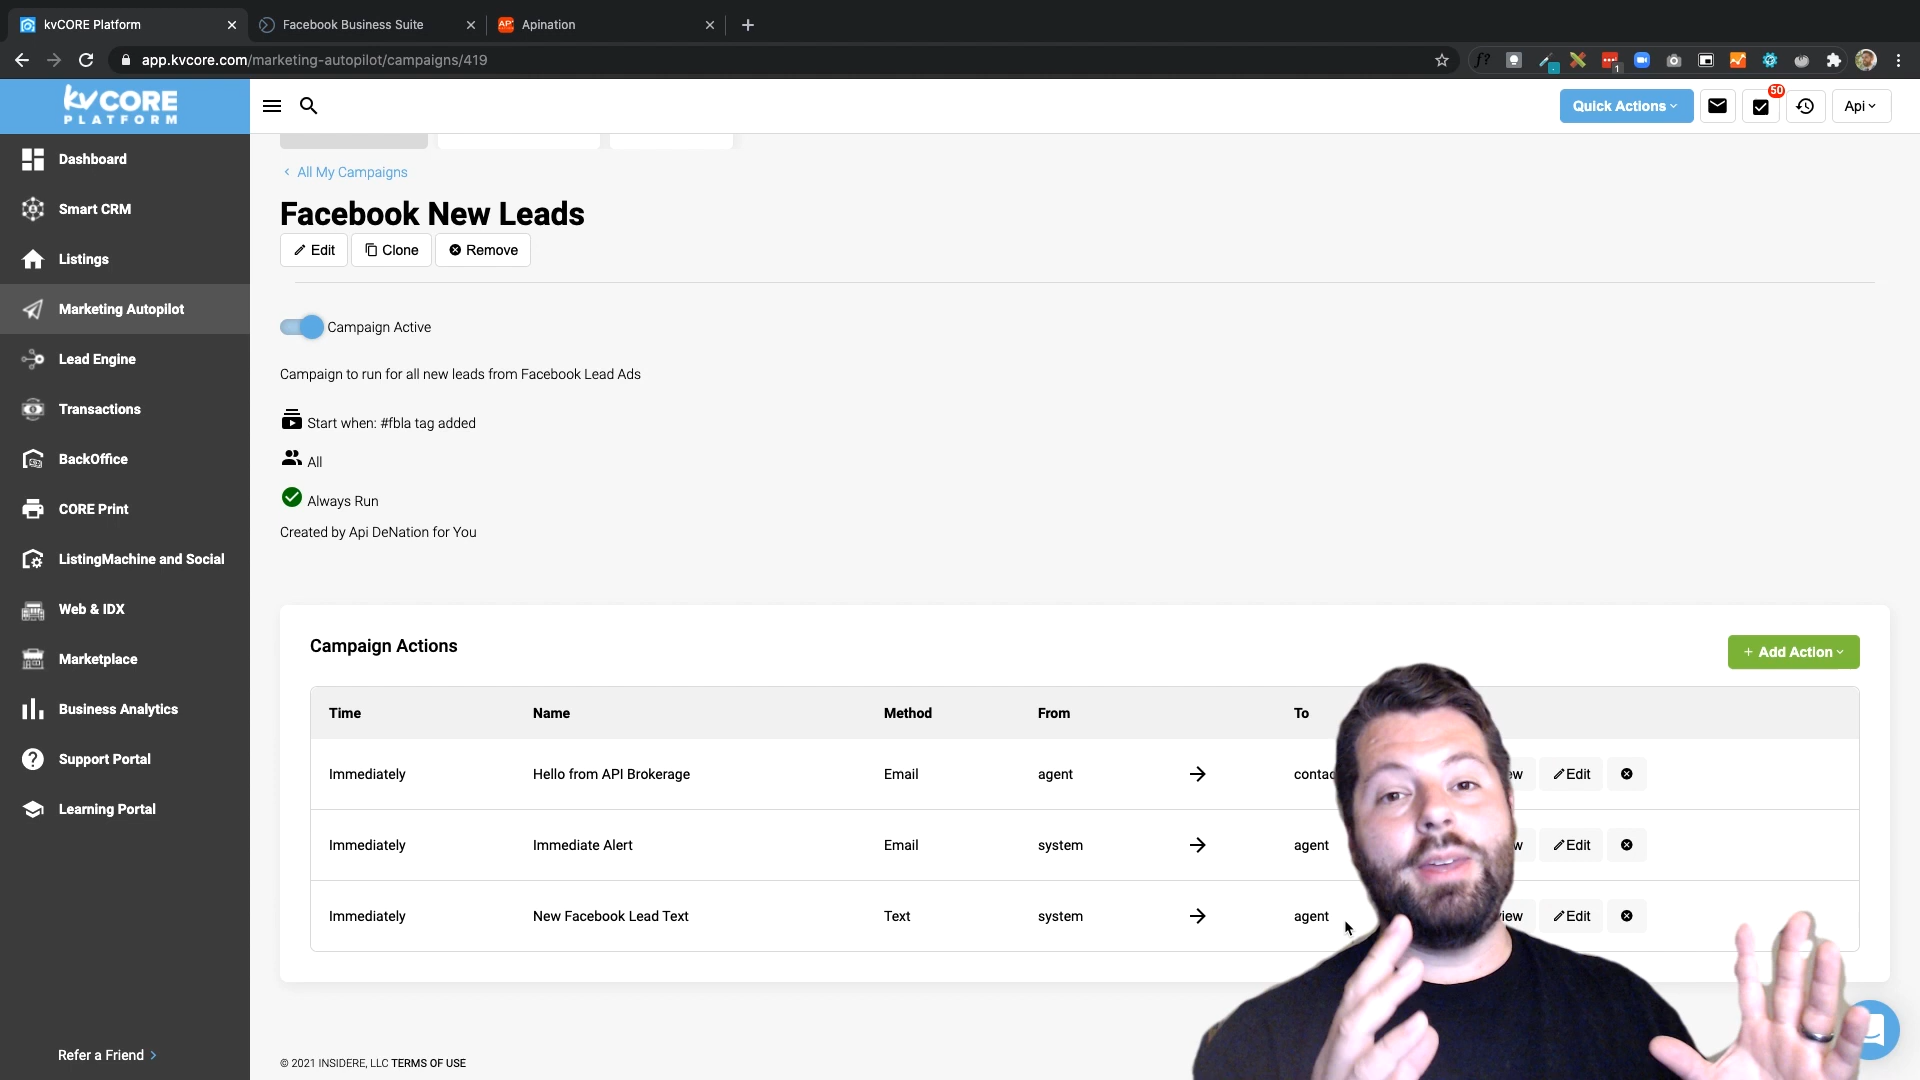 kvCORE Platform
Facebook Business Suite
API
Apination
app.kvcore.com/marketing-autopilot/campaigns/419
f?
1
kvCORE
PLATFORM
Quick Actions
50
Api
Dashboard
Smart CRM
Listings
Marketing Autopilot
Lead Engine
Transactions
BackOffice
CORE Print
ListingMachine and Social
Web & IDX
Marketplace
Business Analytics
Support Portal
Learning Portal
Refer a Friend >
< All My Campaigns
Facebook New Leads
Edit Clone Remove
Campaign Active
Campaign to run for all new leads from Facebook Lead Ads
Start when: #fbla tag added
All
Always Run
Created by Api DeNation for You
Campaign Actions
+ Add Action
Time Name Method From To
Immediately Hello from API Brokerage Email agent → contac ew Edit
Immediately Immediate Alert Email system → agent w Edit
Immediately New Facebook Lead Text Text system → agent iew Edit
© 2021 INSIDERE, LLC TERMS OF USE